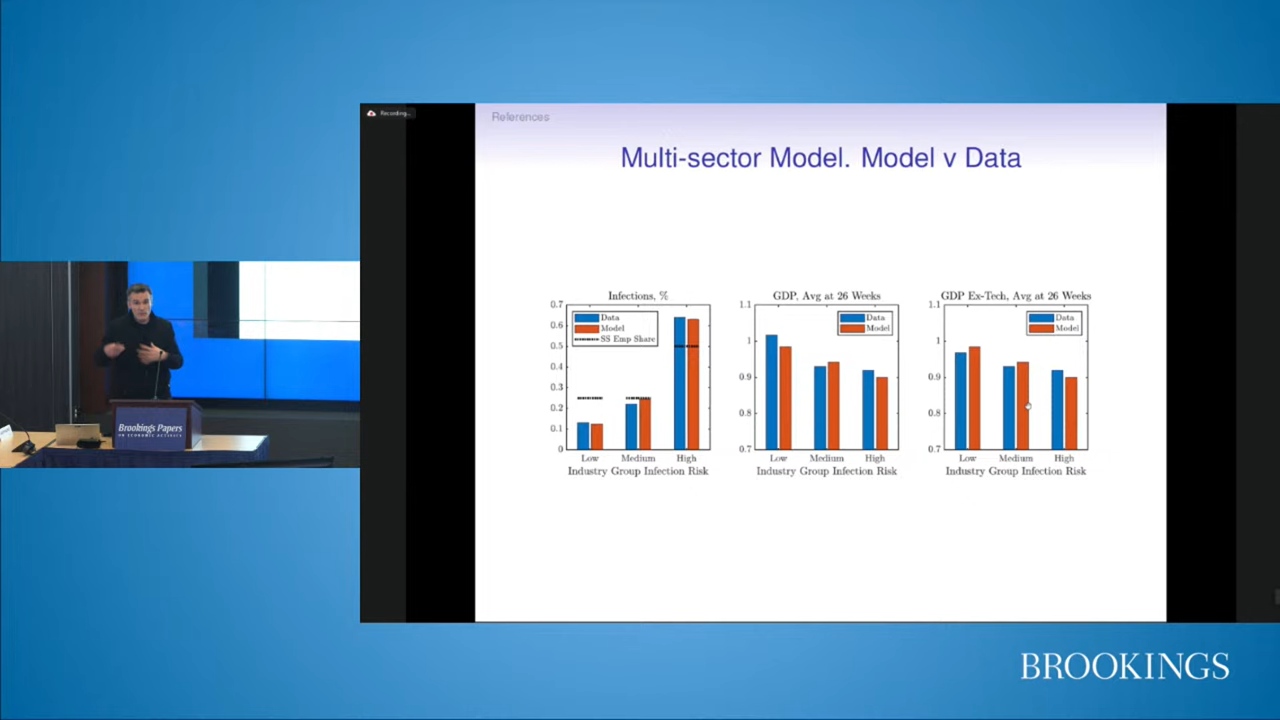 Recording...
References
Multi-sector Model. Model v Data
Infections, %
0.7
0.6
0.5
0.4
0.3
0.2
0.1
0
Data
Model
SS Emp Share
Low Medium High
Industry Group Infection Risk
GDP, Avg at 26 Weeks
1.1
1
0.9
0.8
0.7
Data
Model
Low Medium High
Industry Group Infection Risk
GDP Ex-Tech, Avg at 26 Weeks
1.1
1
0.9
0.8
0.7
Data
Model
Low Medium High
Industry Group Infection Risk
Brookings Papers
ON ECONOMIC ACTIVITY
BROOKINGS